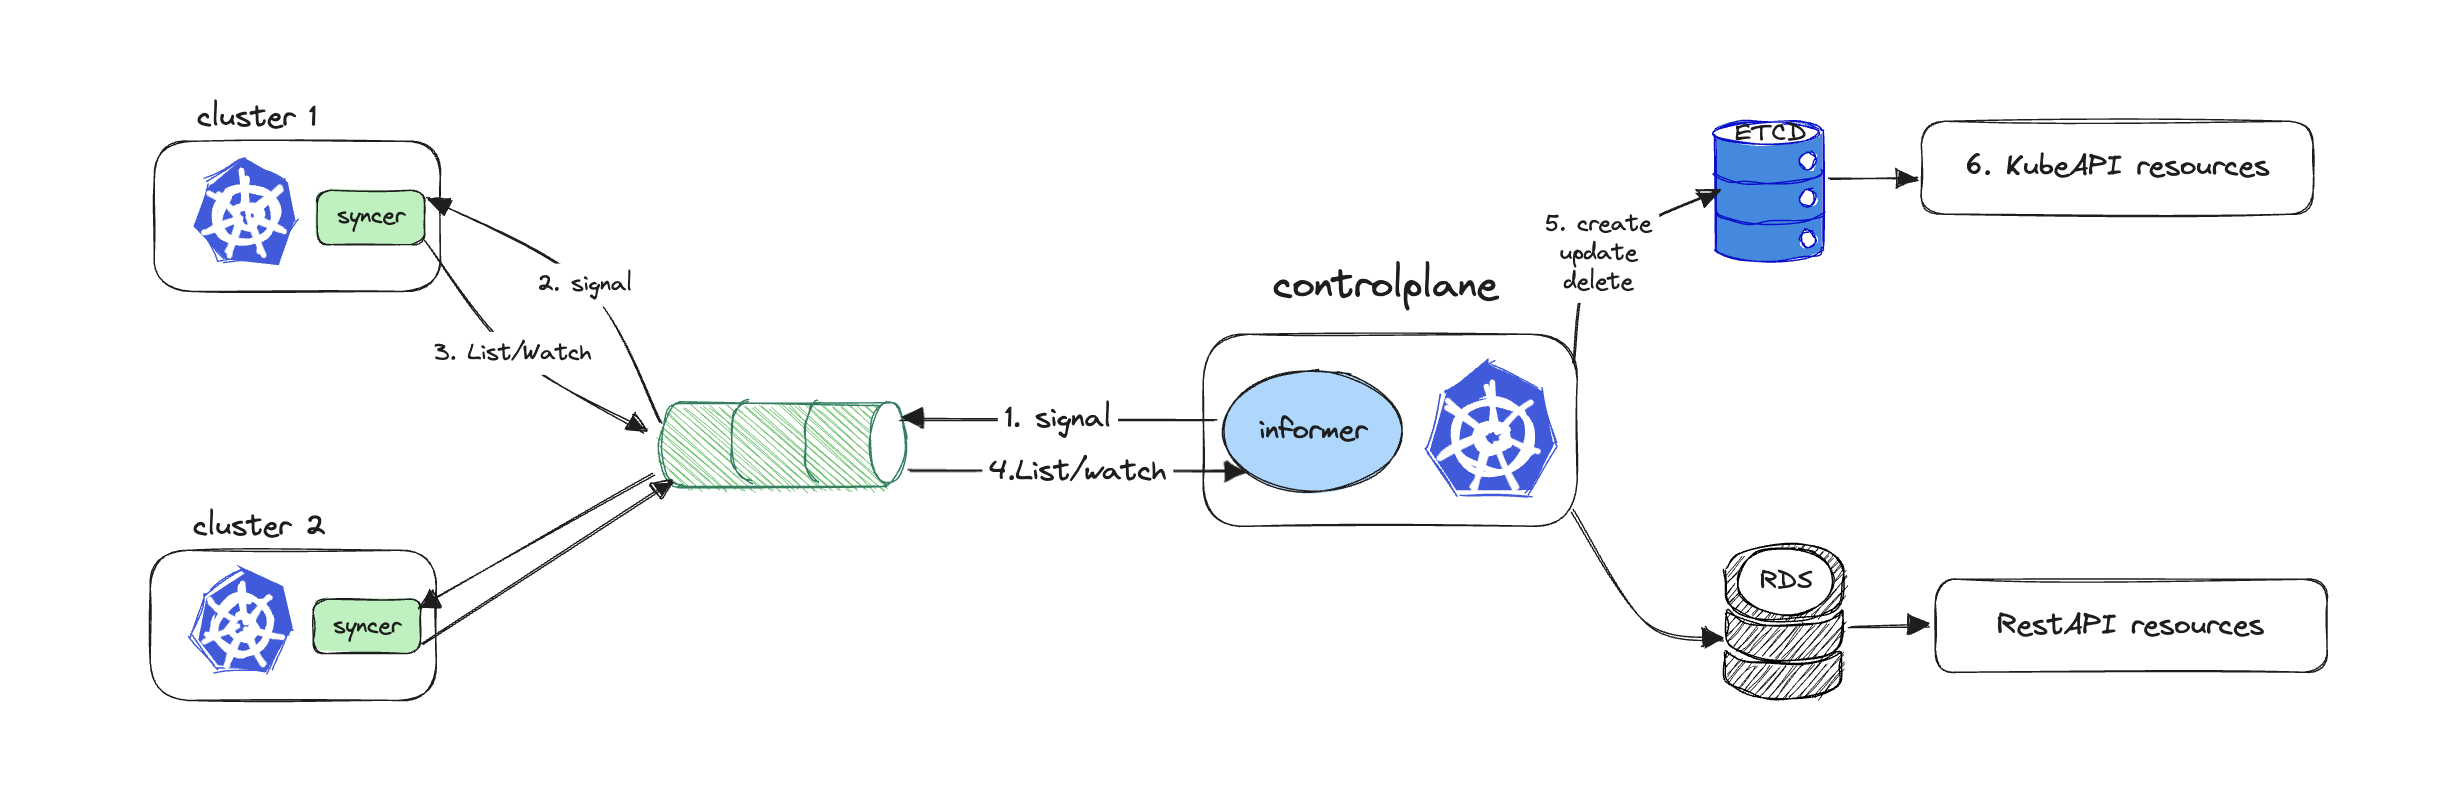 cluster 1
syncer
2. signal
3. List/Watch
cluster 2
syncer
1. signal
4.List/watch
controlplane
informer
5. create
update
delete
ETCD
6. KubeAPI resources
RDS
RestAPI resources